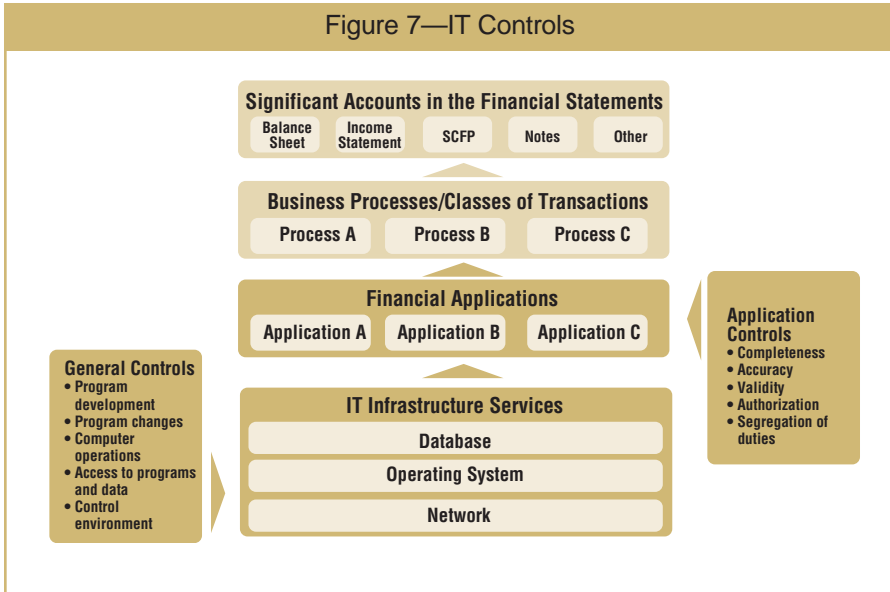 Figure 7—IT Controls
Significant Accounts in the Financial Statements
Balance
Sheet
Income
Statement
SCFP
Notes
Other
Business Processes/Classes of Transactions
Process A
Process B
Process C
Financial Applications
Application A
Application B
Application C
Application
Controls
• Completeness
• Accuracy
• Validity
• Authorization
• Segregation of
duties
General Controls
• Program
development
• Program changes
• Computer
operations
• Access to programs
and data
• Control
environment
IT Infrastructure Services
Database
Operating System
Network